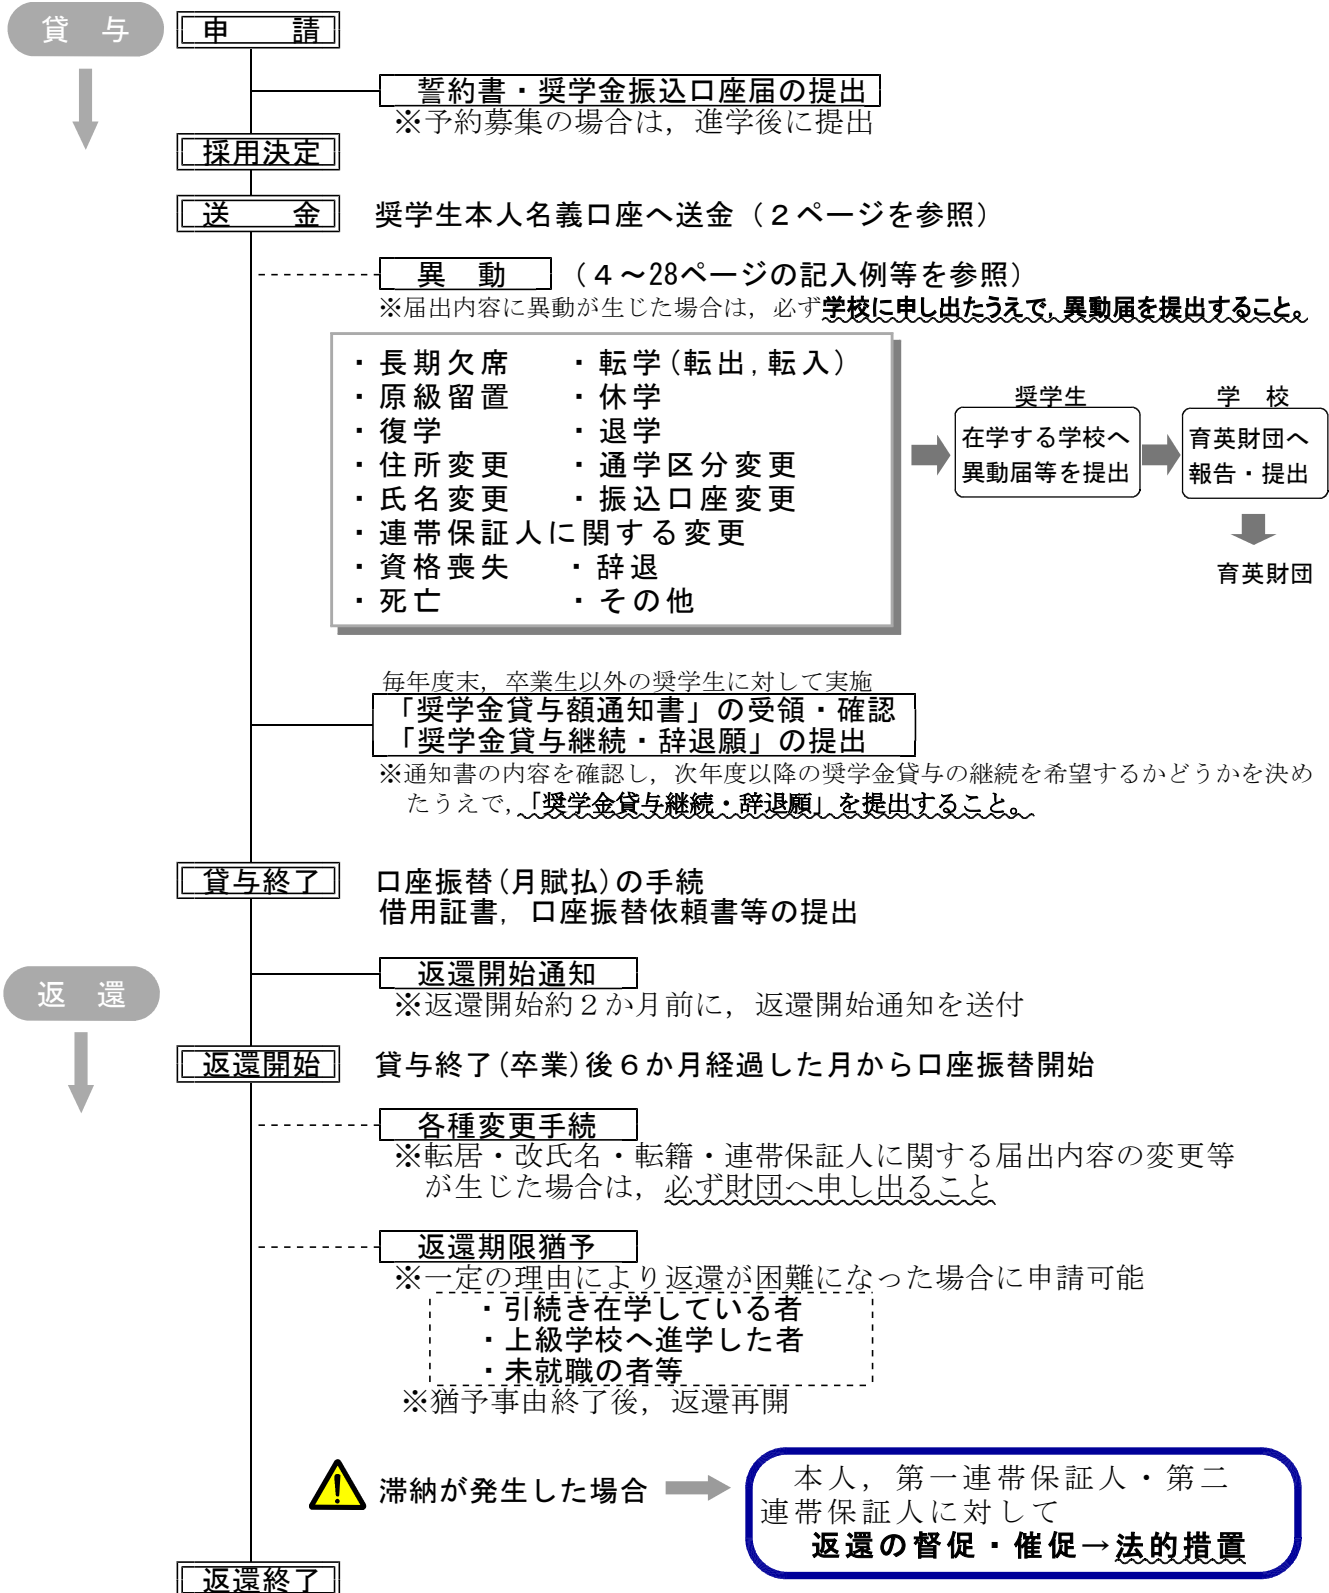 貸　与
申　　請
誓約書・奨学金振込口座届の提出
※予約募集の場合は，進学後に提出
採用決定
送　　金　奨学生本人名義口座へ送金（２ページを参照）
異　動　（４～28ページの記入例等を参照）
※届出内容に異動が生じた場合は，必ず学校に申し出たうえで，異動届を提出すること。
・長期欠席　・転学(転出,転入)
・原級留置　・休学
・復学　・退学
・住所変更　・通学区分変更
・氏名変更　・振込口座変更
・連帯保証人に関する変更
・資格喪失　・辞退
・死亡　・その他
奨学生
在学する学校へ
異動届等を提出
学　校
育英財団へ
報告・提出
育英財団
毎年度末，卒業生以外の奨学生に対して実施
「奨学金貸与額通知書」の受領・確認
「奨学金貸与継続・辞退願」の提出
※通知書の内容を確認し，次年度以降の奨学金貸与の継続を希望するかどうかを決め
たうえで，「奨学金貸与継続・辞退願」を提出すること。
貸与終了　口座振替(月賦払)の手続
借用証書，口座振替依頼書等の提出
返還開始通知
返　還
※返還開始約２か月前に，返還開始通知を送付
返還開始　貸与終了(卒業)後６か月経過した月から口座振替開始
各種変更手続
※転居・改氏名・転籍・連帯保証人に関する届出内容の変更等
が生じた場合は，必ず財団へ申し出ること
返還期限猶予
※一定の理由により返還が困難になった場合に申請可能
・引続き在学している者
・上級学校へ進学した者
・未就職の者等
※猶予事由終了後，返還再開
滞納が発生した場合
本人，第一連帯保証人・第二
連帯保証人に対して
返還の督促・催促→法的措置
返還終了